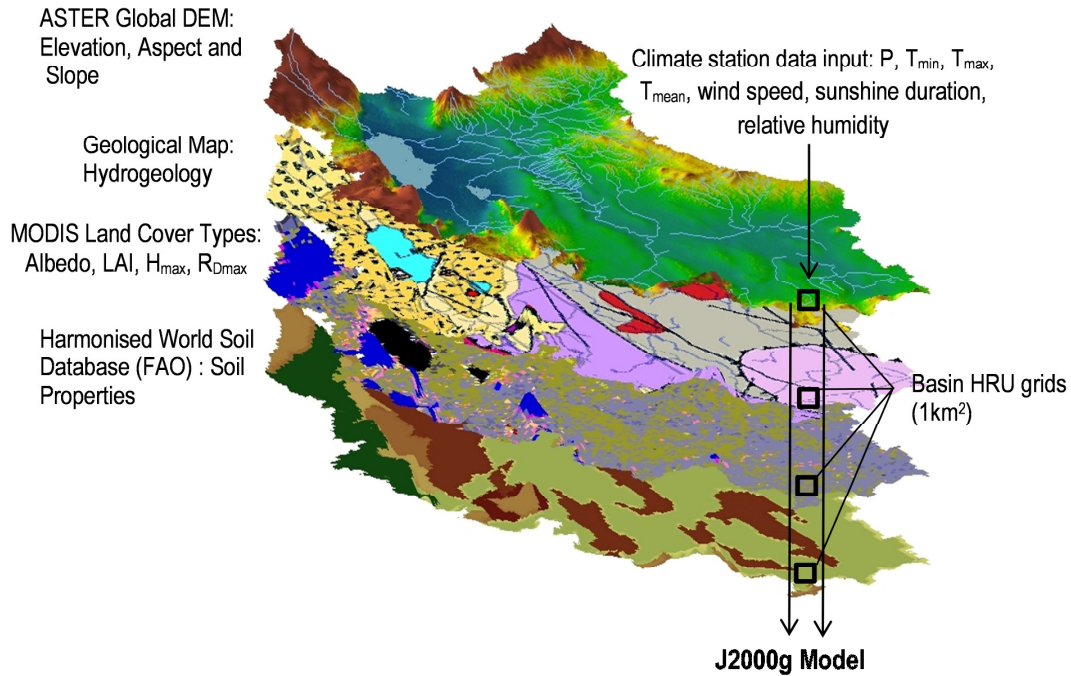 ASTER Global DEM:
Elevation, Aspect and
Slope
Climate station data input: P, Tmin, Tmax,
Tmean, wind speed, sunshine duration,
relative humidity
Geological Map:
Hydrogeology
MODIS Land Cover Types:
Albedo, LAI, Hmax, RDmax
Harmonised World Soil
Database (FAO) : Soil
Properties
Basin HRU grids
(1km²)
J2000g Model